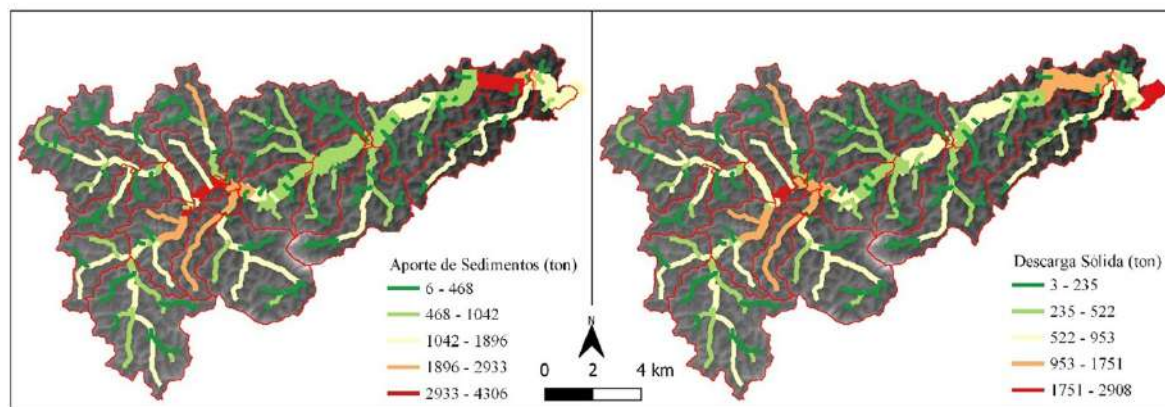 Aporte de Sedimentos (ton)
6 - 468
468 - 1042
1042 - 1896
1896 - 2933
2933 - 4306
N
0 2 4 km
Descarga Sólida (ton)
3 - 235
235 - 522
522 - 953
953 - 1751
1751 - 2908